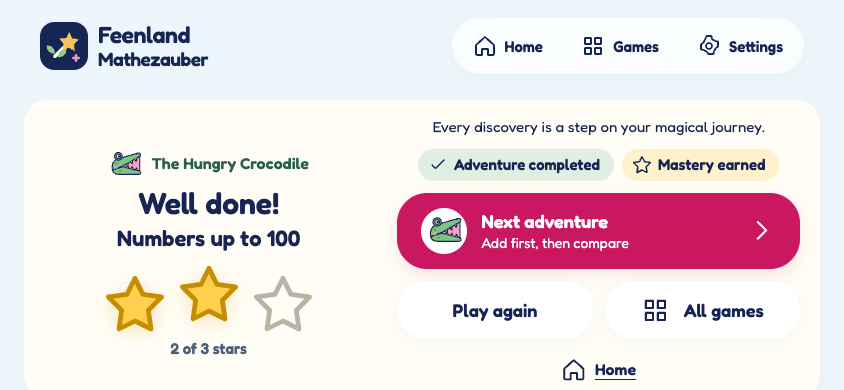 Feenland
Mathezauber
Home
Games
Settings
The Hungry Crocodile
Well done!
Numbers up to 100
2 of 3 stars
Every discovery is a step on your magical journey.
Adventure completed
Mastery earned
Next adventure
Add first, then compare
Play again
All games
Home